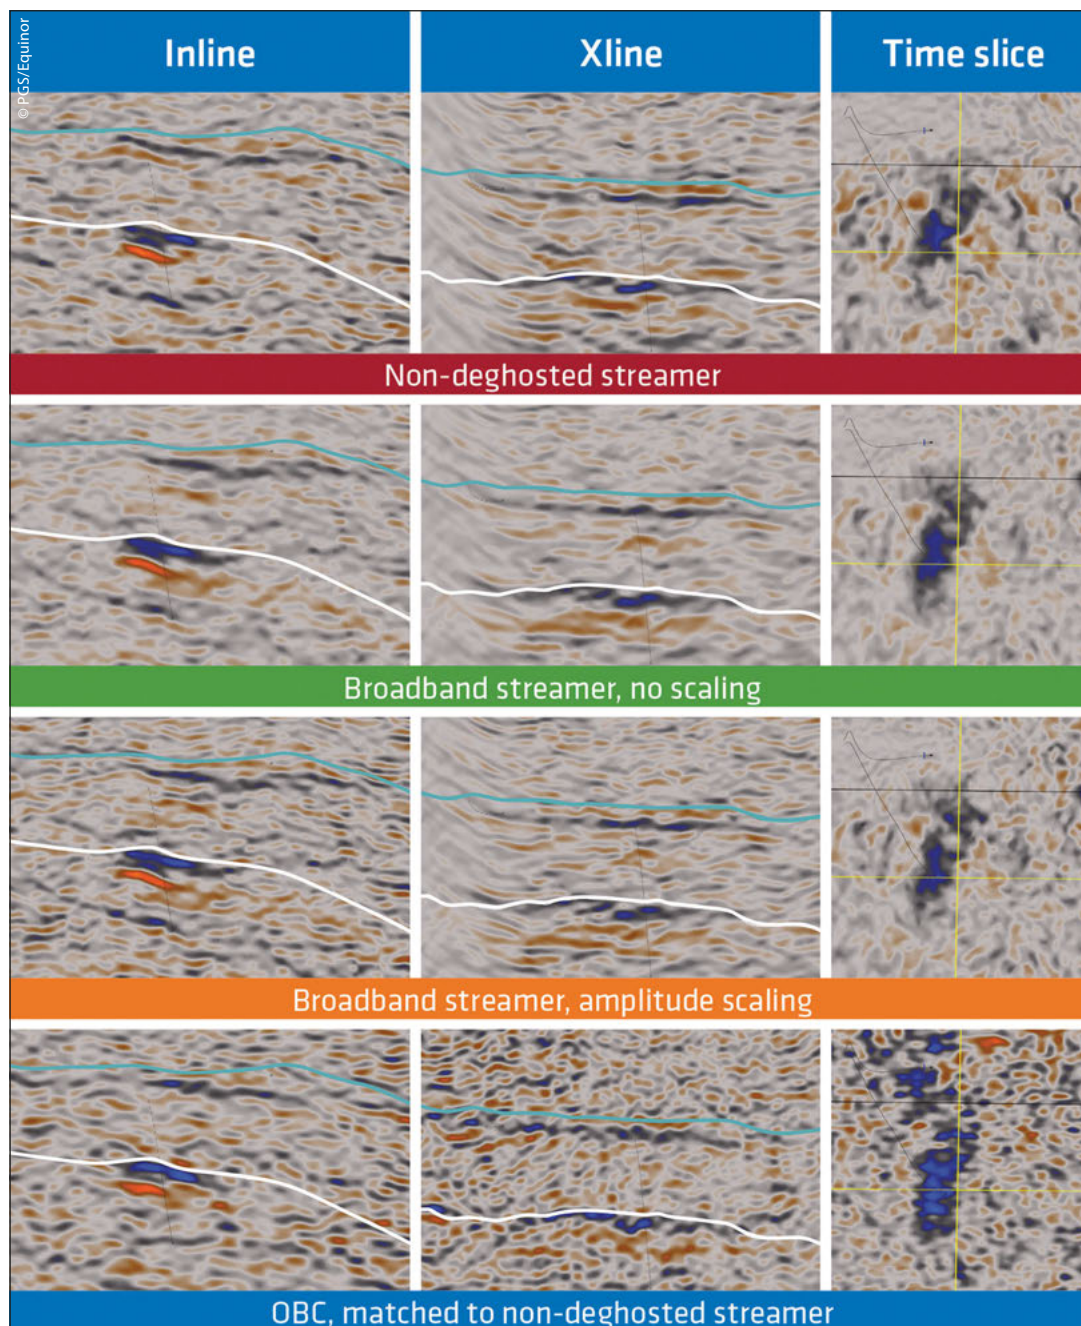 © PGS/Equinor
Inline
Xline
Time slice
Non-deghosted streamer
Broadband streamer, no scaling
Broadband streamer, amplitude scaling
OBC, matched to non-deghosted streamer